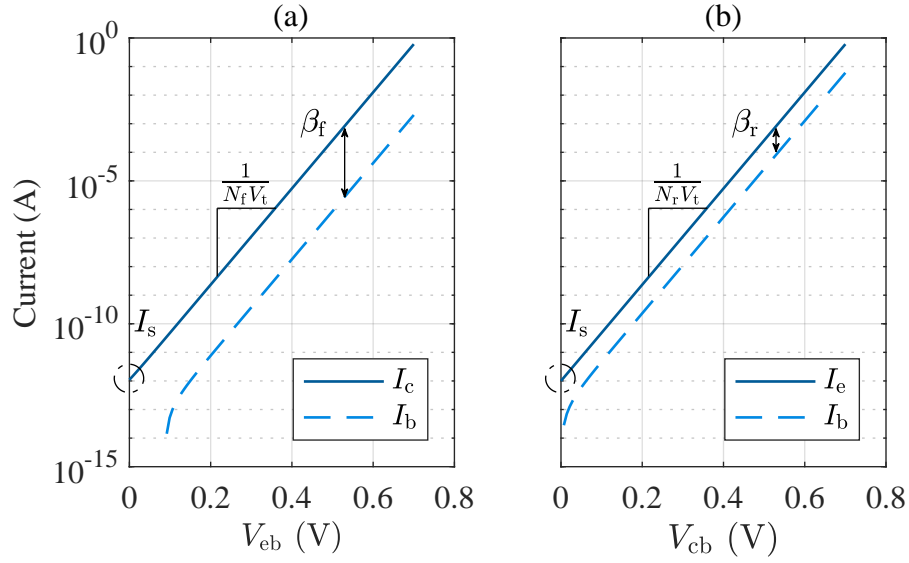 (a)
(b)
Current (A)
10^0
10^-5
10^-10
10^-15
β_f
1
N_f V_t
I_s
I_c
I_b
0 0.2 0.4 0.6 0.8
V_eb (V)
β_r
1
N_r V_t
I_s
I_e
I_b
0 0.2 0.4 0.6 0.8
V_cb (V)